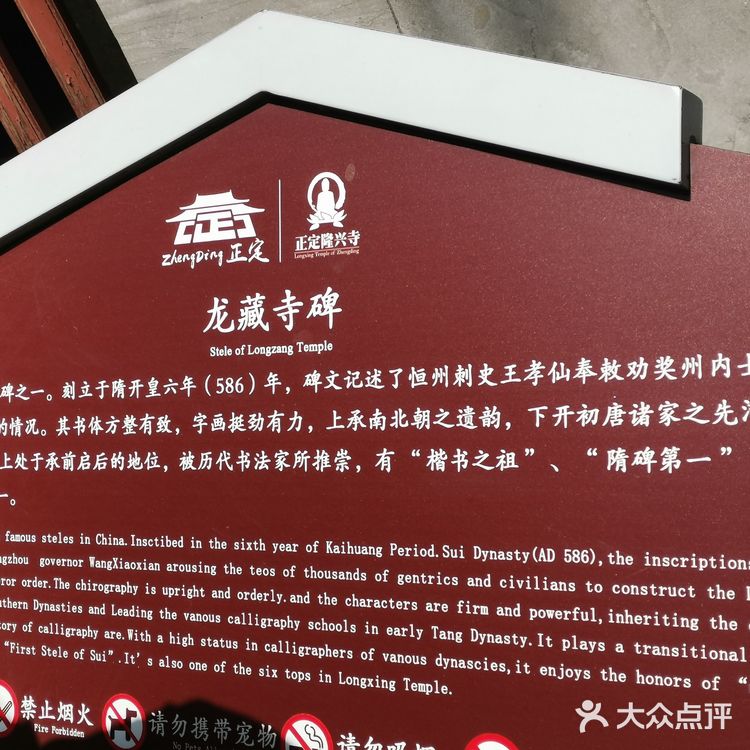 ZhengDing 正定
正定隆兴寺
Longxing Temple of Zhengding
龙藏寺碑
Stele of Longzang Temple
碑之一。刻立于隋开皇六年（586）年，碑文记述了恒州刺史王孝仙奉敕劝奖州内士
的情况。其书体方整有致，字画挺劲有力，上承南北朝之遗韵，下开初唐诸家之先
上处于承前启后的地位，被历代书法家所推崇，有“楷书之祖”、“隋碑第一”
一。
famous steles in China.Insctibed in the sixth year of Kaihuang Period.Sui Dynasty(AD 586),the inscriptions
governor WangXiaoxian arousing the teos of thousands of gentrics and civilians to construct the
order.The chirography is upright and orderly.and the characters are firm and powerful,inheriting the
Dynasties and Leading the vanous calligraphy schools in early Tang Dynasty.It plays a transitional
of calligraphy are.With a high status in calligraphers of vanous dynascies,it enjoys the honors of “
“First Stele of Sui”.It's also one of the six tops in Longxing Temple.
禁止烟火
Fire Forbidden
请勿携带宠物
请勿吸烟
大众点评